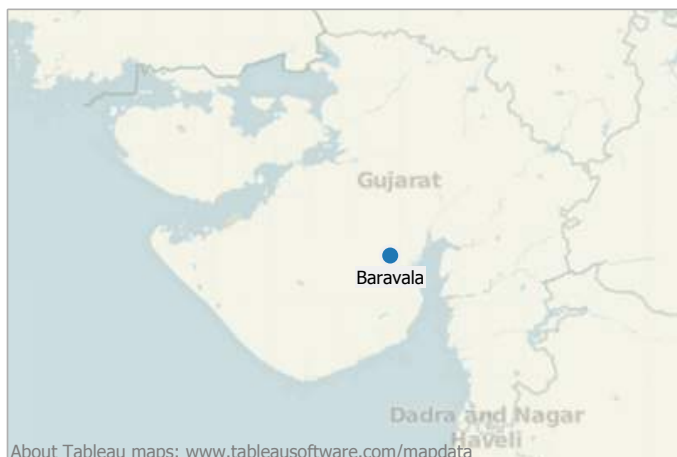 Gujarat
Baravala
Dadra and Nagar
Haveli
About Tableau maps: www.tableausoftware.com/mapdata